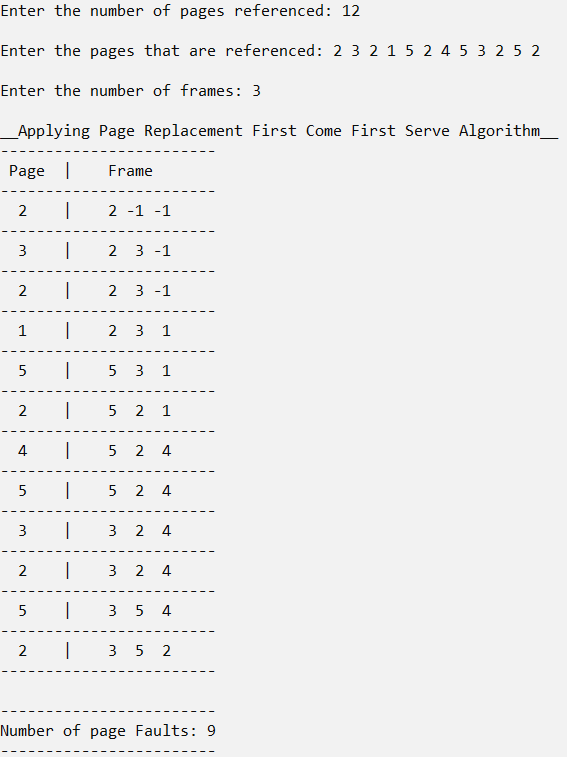 Enter the number of pages referenced: 12
Enter the pages that are referenced: 2 3 2 1 5 2 4 5 3 2 5 2
Enter the number of frames: 3
__Applying Page Replacement First Come First Serve Algorithm__
------------------------
Page | Frame
------------------------
2 | 2 -1 -1
------------------------
3 | 2 3 -1
------------------------
2 | 2 3 -1
------------------------
1 | 2 3 1
------------------------
5 | 5 3 1
------------------------
2 | 5 2 1
------------------------
4 | 5 2 4
------------------------
5 | 5 2 4
------------------------
3 | 3 2 4
------------------------
2 | 3 2 4
------------------------
5 | 3 5 4
------------------------
2 | 3 5 2
------------------------
------------------------
Number of page Faults: 9
------------------------